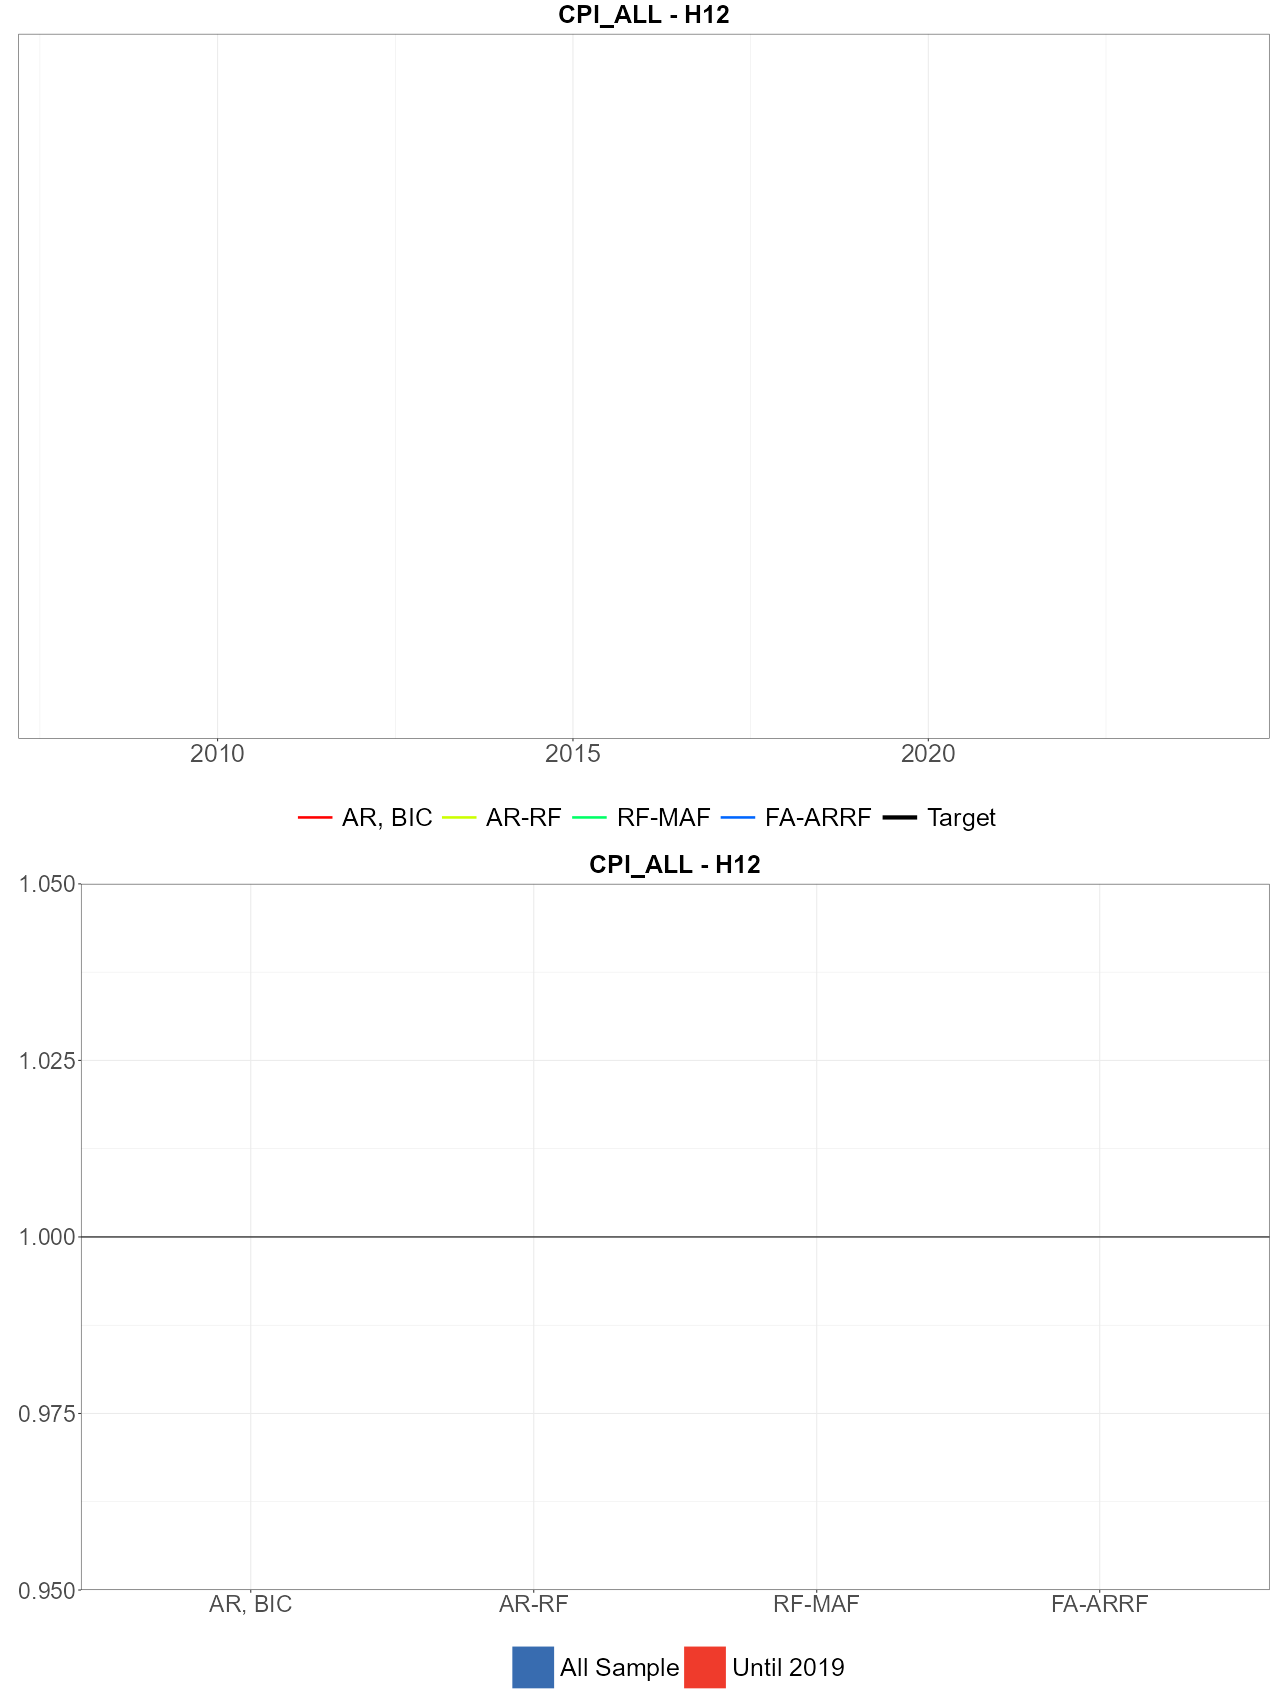 CPI_ALL - H12
2010 2015 2020
AR, BIC AR-RF RF-MAF FA-ARRF Target
CPI_ALL - H12
1.050
1.025
1.000
0.975
0.950
AR, BIC AR-RF RF-MAF FA-ARRF
All Sample Until 2019